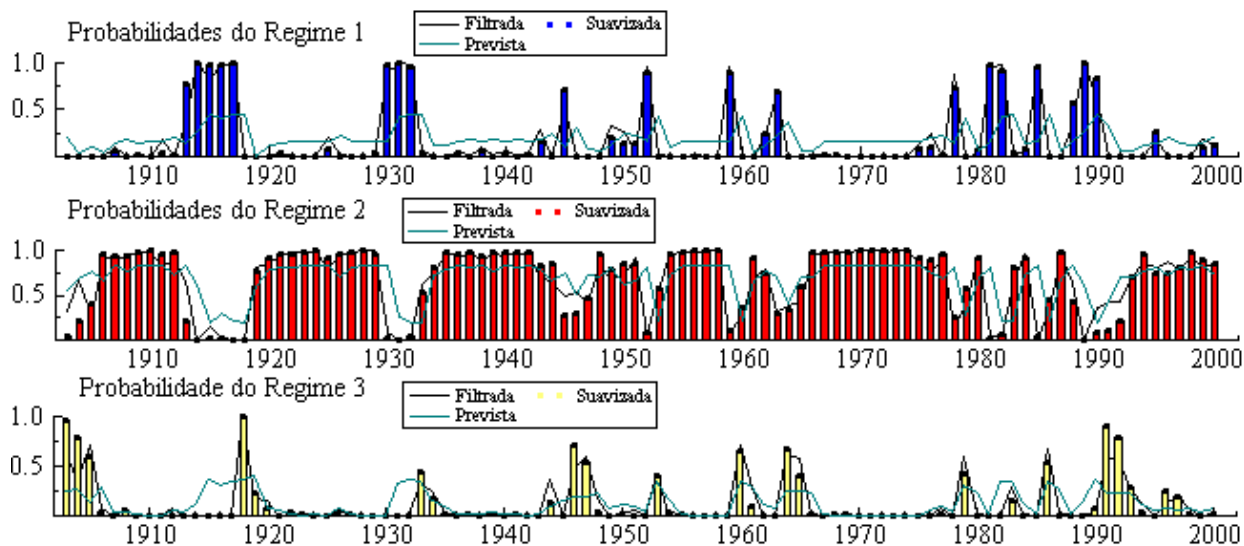 Probabilidades do Regime 1
Filtrada Suavizada
Prevista
1.0
0.5
1910 1920 1930 1940 1950 1960 1970 1980 1990 2000
Probabilidades do Regime 2
Filtrada Suavizada
Prevista
1.0
0.5
1910 1920 1930 1940 1950 1960 1970 1980 1990 2000
Probabilidade do Regime 3
Filtrada Suavizada
Prevista
1.0
0.5
1910 1920 1930 1940 1950 1960 1970 1980 1990 2000